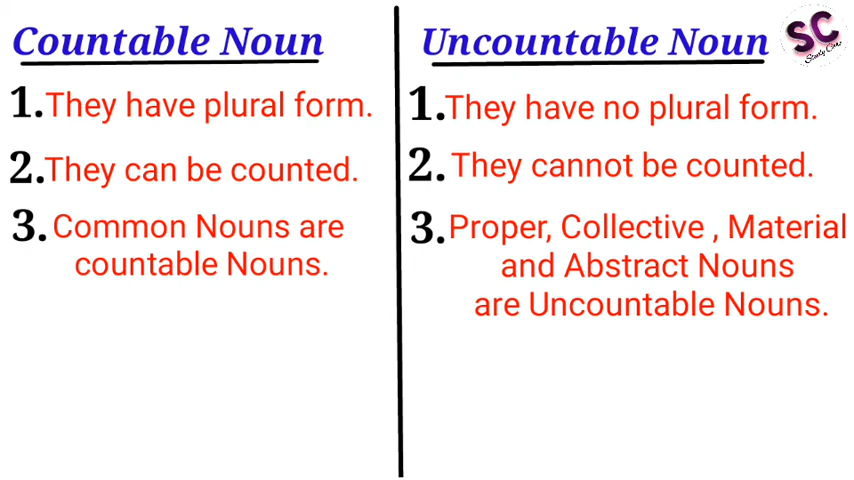 Countable Noun
1.They have plural form.
2.They can be counted.
3. Common Nouns are
countable Nouns.
Uncountable Noun
1.They have no plural form.
2. They cannot be counted.
3. Proper, Collective , Material
and Abstract Nouns
are Uncountable Nouns.
SC